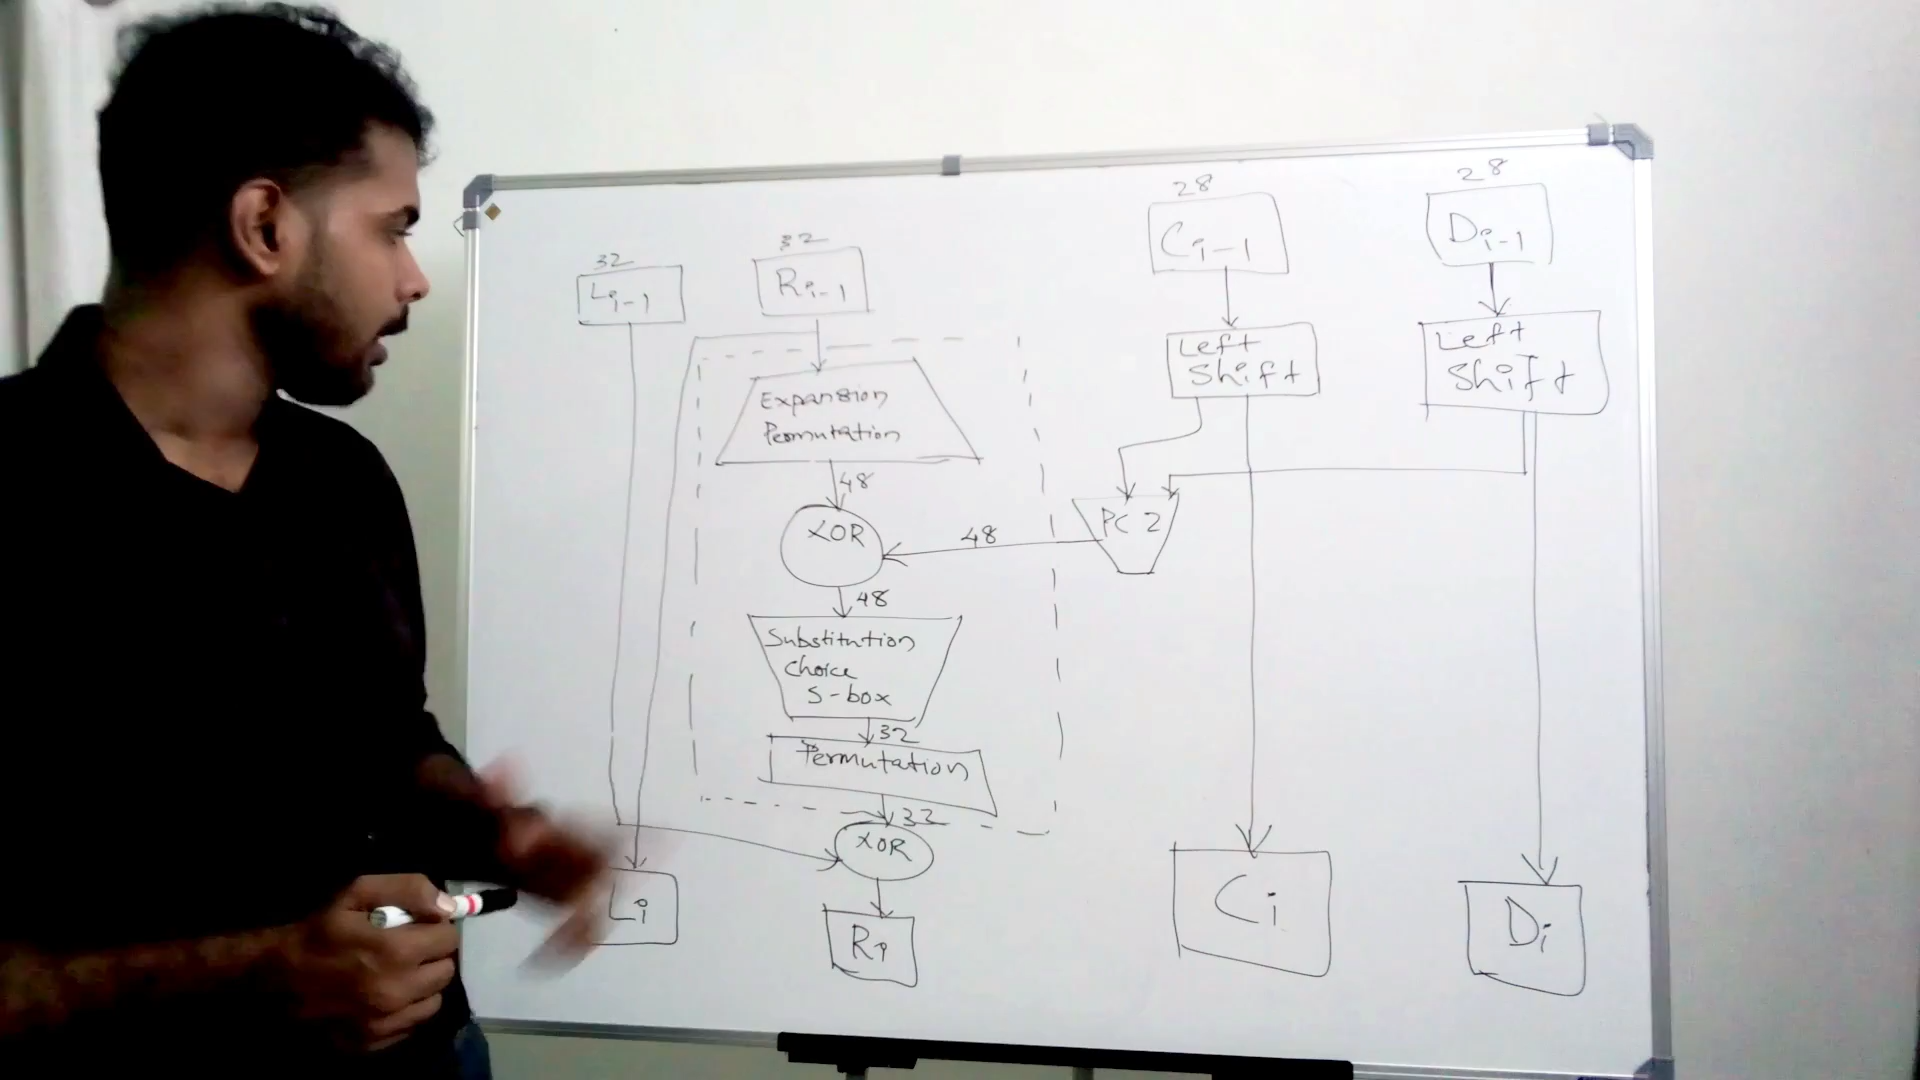 28
28
32
32
Li-1
Ri-1
Ci-1
Di-1
Left
Shift
Left
Shift
Expansion
Permutation
48
XOR
48
PC 2
48
Substitution
choice
S-box
32
Permutation
32
XOR
Li
Ri
Ci
Di